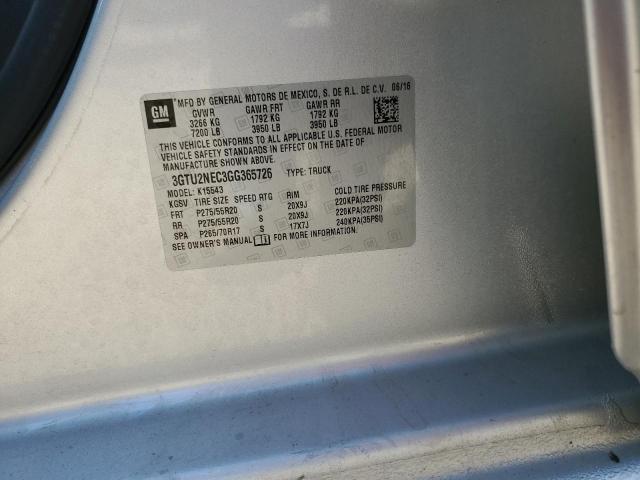 GM
MFD BY GENERAL MOTORS DE MEXICO, S. DE R.L. DE C.V. 06/16
GVWR GAWR FRT GAWR RR
3266 KG 1792 KG 1792 KG
7200 LB 3950 LB 3950 LB
THIS VEHICLE CONFORMS TO ALL APPLICABLE U.S. FEDERAL MOTOR
VEHICLE SAFETY STANDARDS IN EFFECT ON THE DATE OF
MANUFACTURE SHOWN ABOVE.
3GTU2NEC3GG365726 TYPE: TRUCK
MODEL: K15543
KGSV TIRE SIZE SPEED RTG RIM COLD TIRE PRESSURE
FRT P275/55R20 S 20X9J 220KPA(32PSI)
RR P275/55R20 S 20X9J 220KPA(32PSI)
SPA P265/70R17 S 17X7J 240KPA(35PSI)
SEE OWNER'S MANUAL FOR MORE INFORMATION.